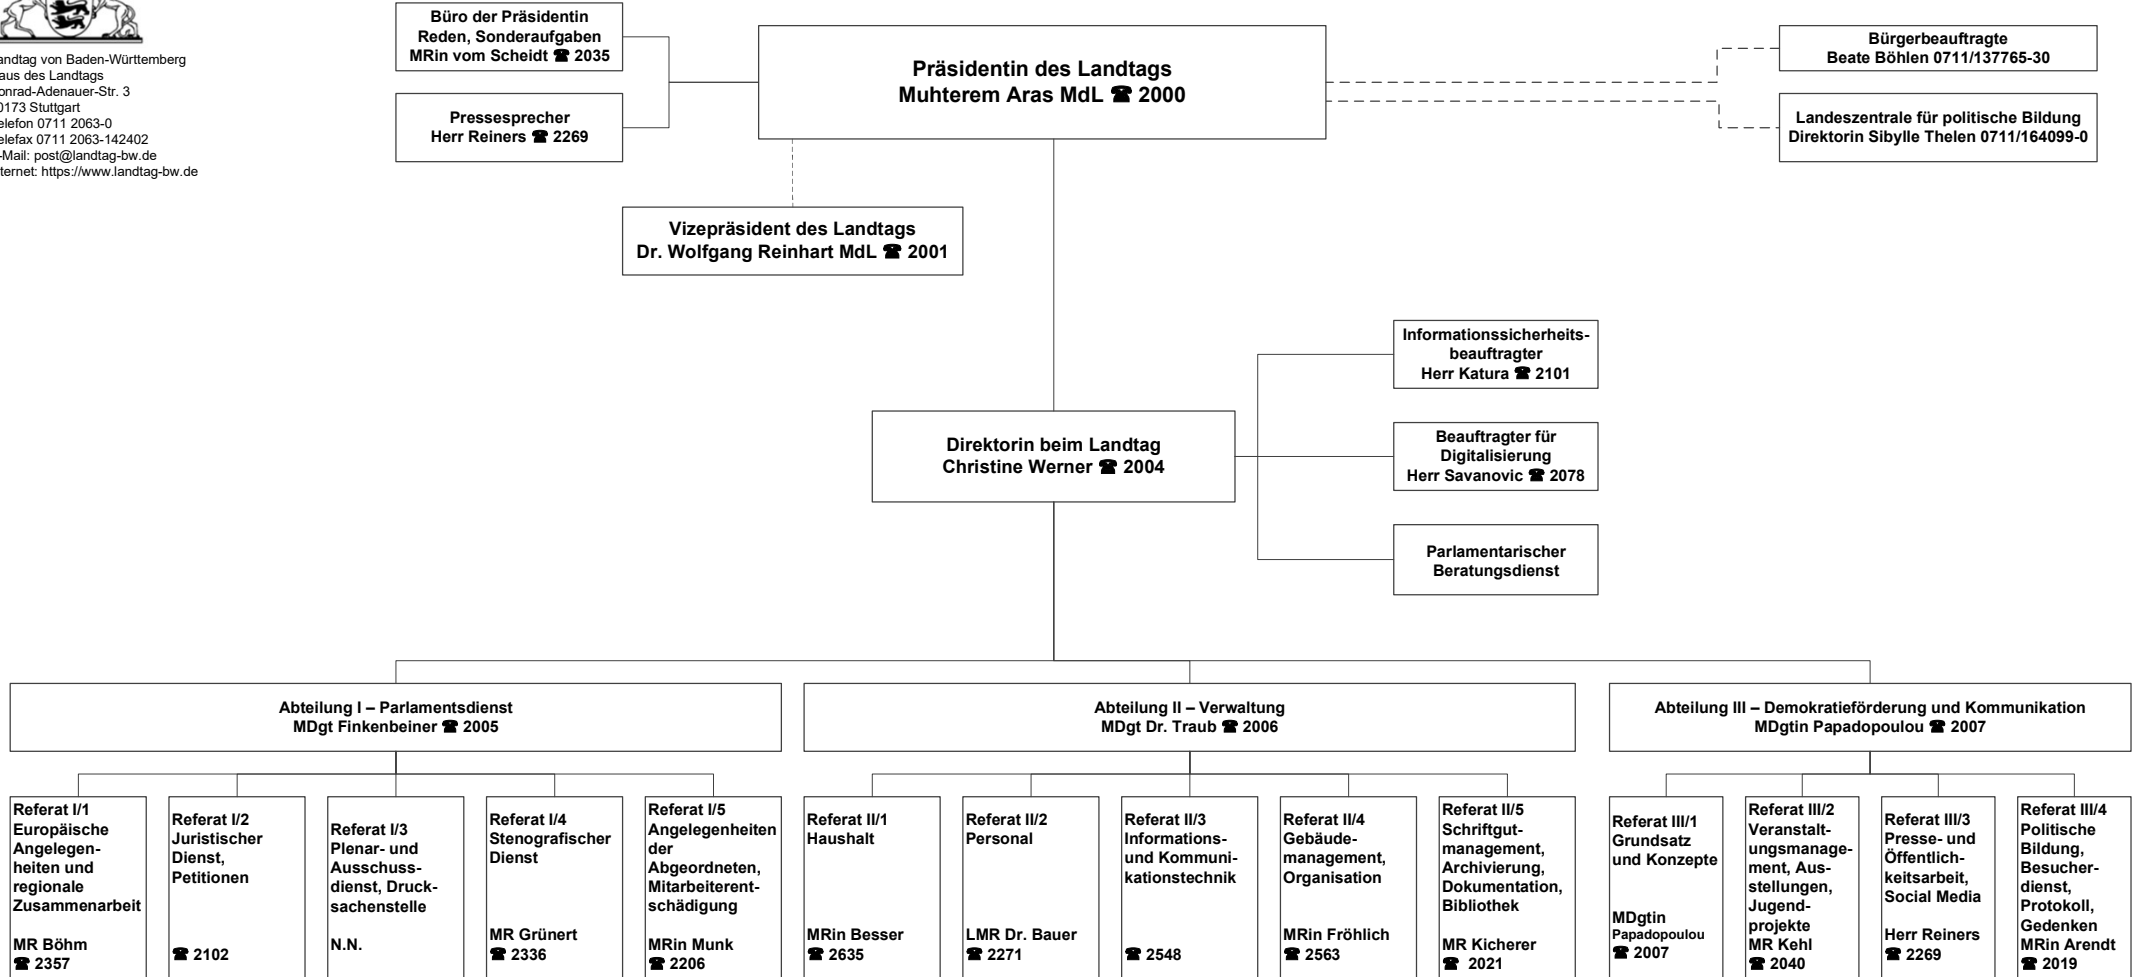 andtag von Baden-Württemberg
aus des Landtags
onrad-Adenauer-Str. 3
0173 Stuttgart
elefon 0711 2063-0
elefax 0711 2063-142402
-Mail: post@landtag-bw.de
ternet: https://www.landtag-bw.de
Büro der Präsidentin
Reden, Sonderaufgaben
MRin vom Scheidt ☎ 2035
Pressesprecher
Herr Reiners ☎ 2269
Präsidentin des Landtags
Muhterem Aras MdL ☎ 2000
Bürgerbeauftragte
Beate Böhlen 0711/137765-30
Landeszentrale für politische Bildung
Direktorin Sibylle Thelen 0711/164099-0
Vizepräsident des Landtags
Dr. Wolfgang Reinhart MdL ☎ 2001
Informationssicherheits-
beauftragter
Herr Katura ☎ 2101
Direktorin beim Landtag
Christine Werner ☎ 2004
Beauftragter für
Digitalisierung
Herr Savanovic ☎ 2078
Parlamentarischer
Beratungsdienst
Abteilung I – Parlamentsdienst
MDgt Finkenbeiner ☎ 2005
Abteilung II – Verwaltung
MDgt Dr. Traub ☎ 2006
Abteilung III – Demokratieförderung und Kommunikation
MDgtin Papadopoulou ☎ 2007
Referat I/1
Europäische
Angelegen-
heiten und
regionale
Zusammenarbeit
MR Böhm
☎ 2357
Referat I/2
Juristischer
Dienst,
Petitionen
☎ 2102
Referat I/3
Plenar- und
Ausschuss-
dienst, Druck-
sachenstelle
N.N.
Referat I/4
Stenografischer
Dienst
MR Grünert
☎ 2336
Referat I/5
Angelegenheiten
der
Abgeordneten,
Mitarbeiterent-
schädigung
MRin Munk
☎ 2206
Referat II/1
Haushalt
MRin Besser
☎ 2635
Referat II/2
Personal
LMR Dr. Bauer
☎ 2271
Referat II/3
Informations-
und Kommuni-
kationstechnik
☎ 2548
Referat II/4
Gebäude-
management,
Organisation
MRin Fröhlich
☎ 2563
Referat II/5
Schriftgut-
management,
Archivierung,
Dokumentation,
Bibliothek
MR Kicherer
☎ 2021
Referat III/1
Grundsatz
und Konzepte
MDgtin
Papadopoulou
☎ 2007
Referat III/2
Veranstalt-
ungsmanage-
ment, Aus-
stellungen,
Jugend-
projekte
MR Kehl
☎ 2040
Referat III/3
Presse- und
Öffentlich-
keitsarbeit,
Social Media
Herr Reiners
☎ 2269
Referat III/4
Politische
Bildung,
Besucher-
dienst,
Protokoll,
Gedenken
MRin Arendt
☎ 2019